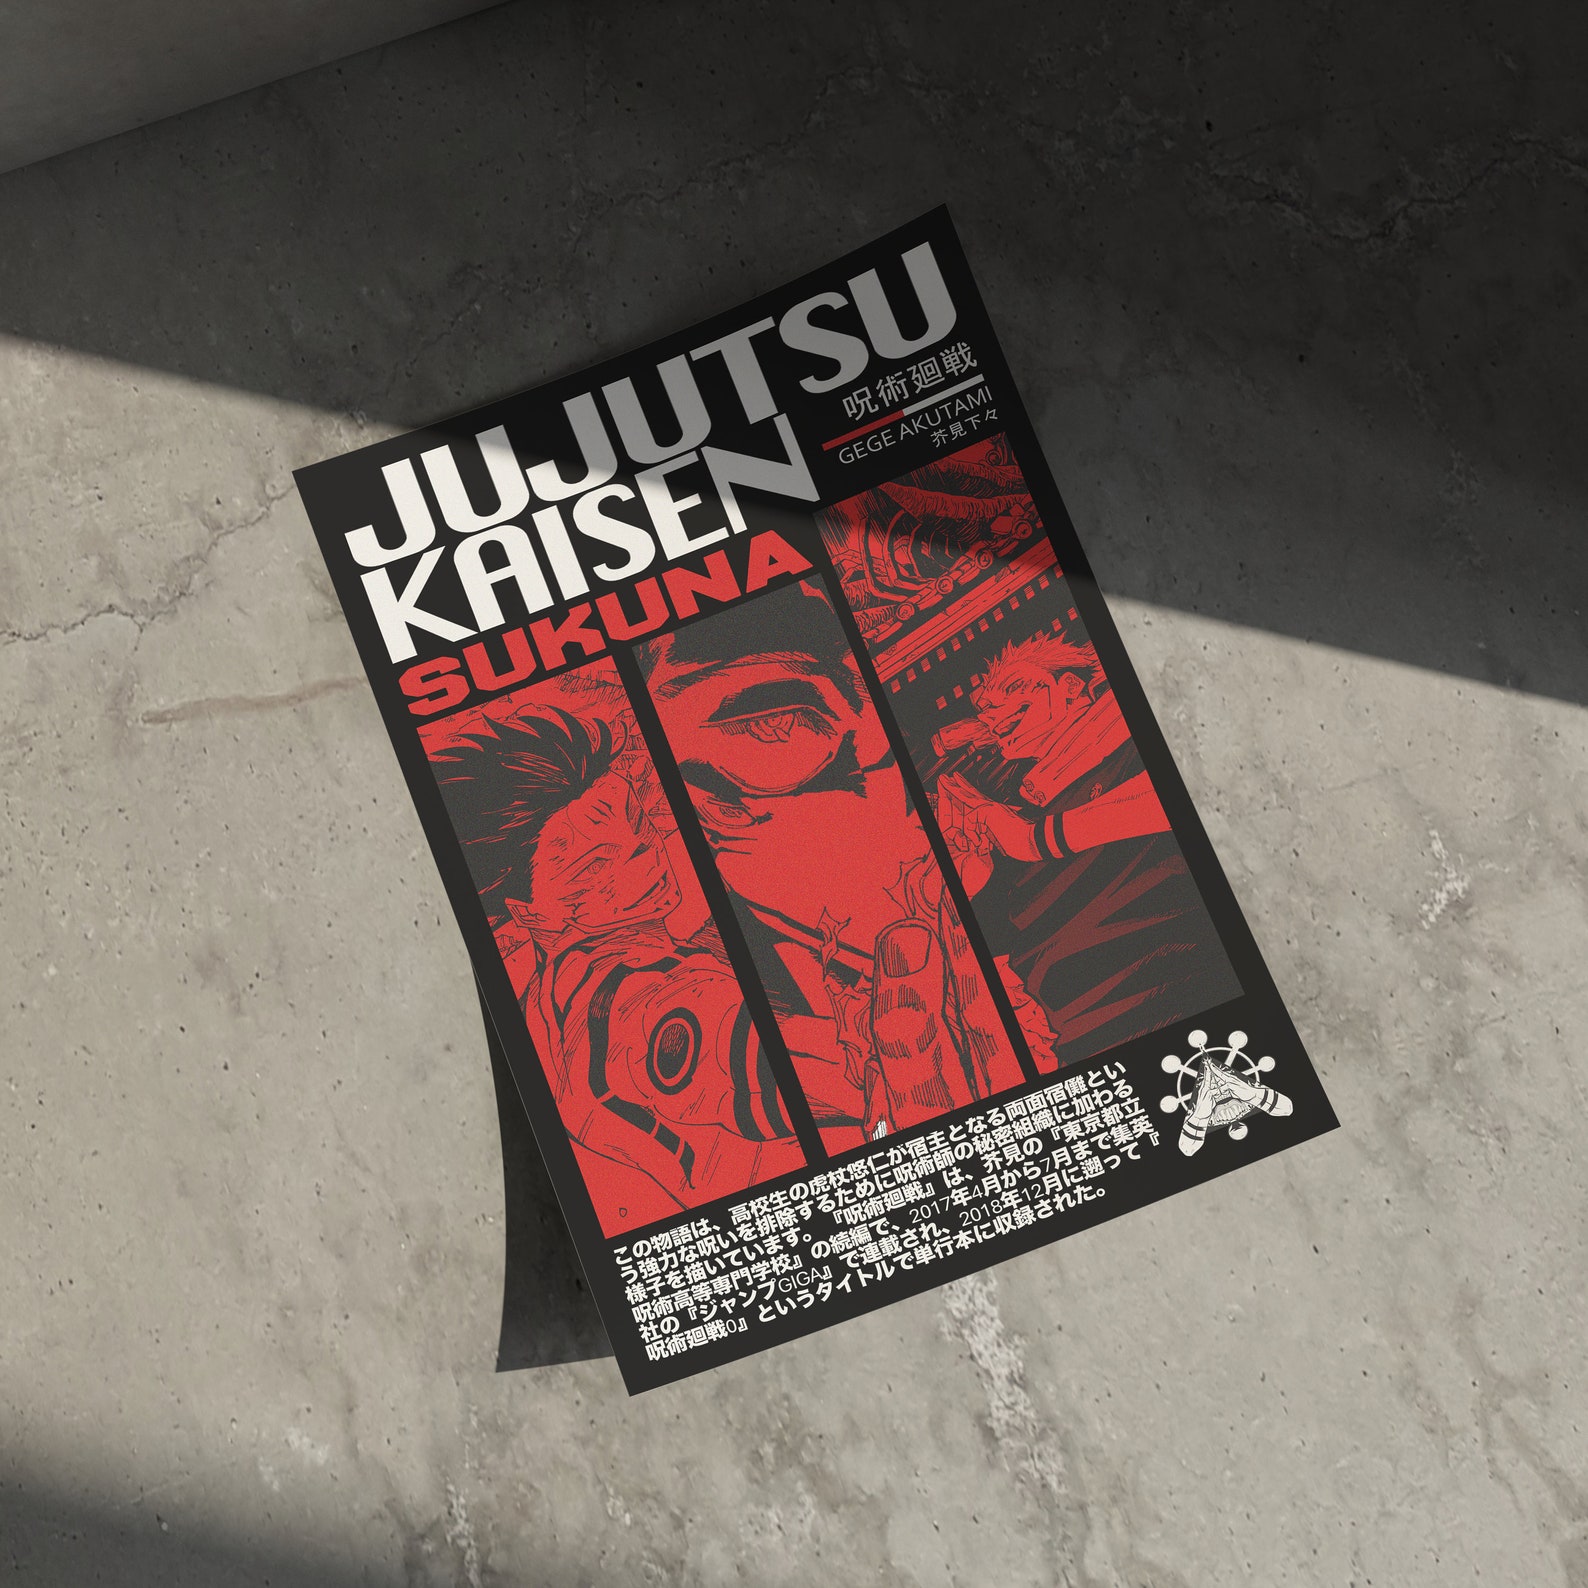 JUJUTSU
KAISEN
呪術廻戦
GEGE AKUTAMI
芥見下々
SUKUNA
この物語は、高校生の虎杖悠仁が宿主となる両面宿儺とい
う強力な呪いを排除するために呪術師の秘密組織に加わる
様子を描いています。『呪術廻戦』は、芥見の『東京都立
呪術高等専門学校』の続編で、2017年4月から7月まで集英
社の『ジャンプGIGA』で連載され、2018年12月に遡って『
呪術廻戦0』というタイトルで単行本に収録された。